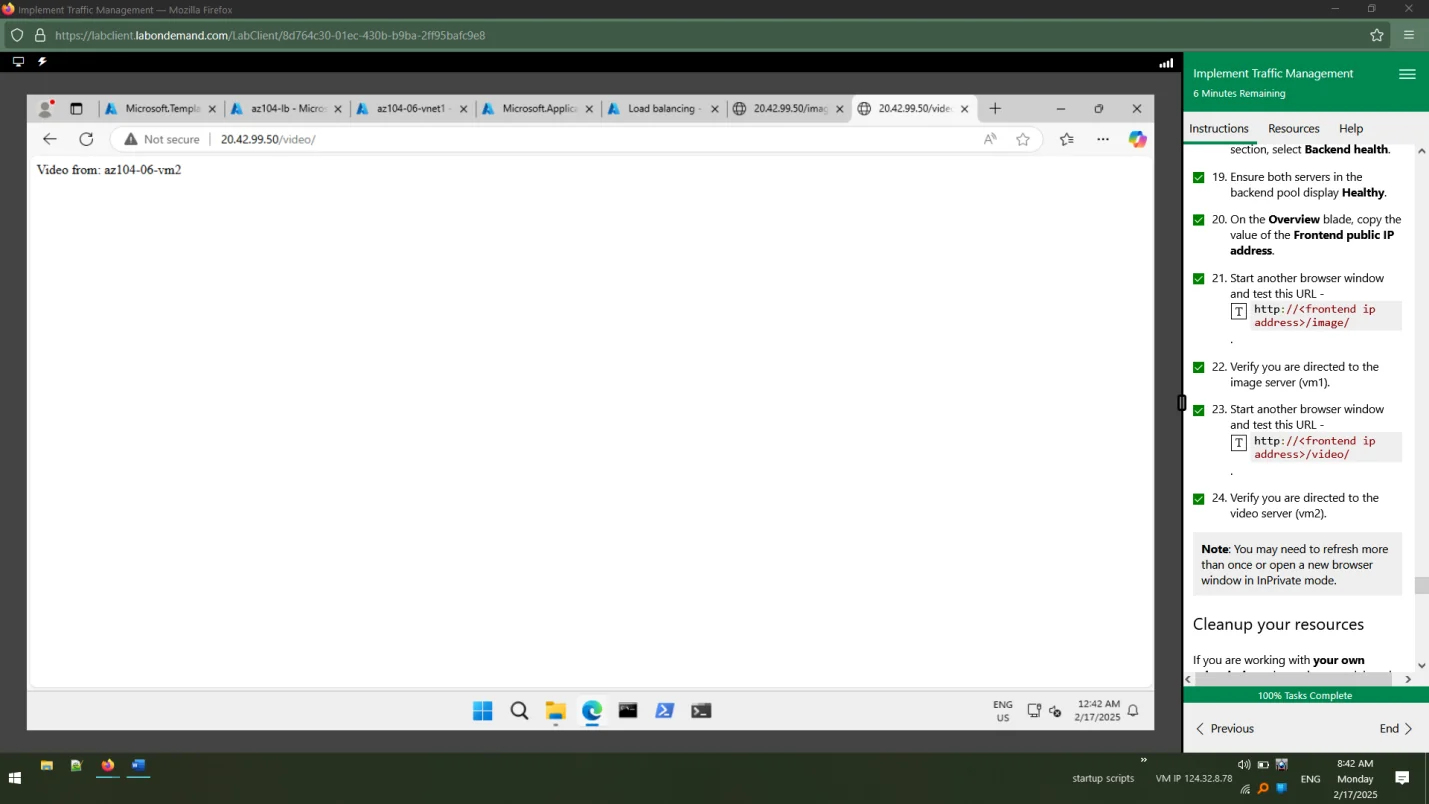 Implement Traffic Management — Mozilla Firefox
https://labclient.labondemand.com/LabClient/8d764c30-01ec-430b-b9ba-2ff95bafc9e8
Microsoft.Templa
az104-lb - Micros
az104-06-vnet1 -
Microsoft.Applica
Load balancing -
20.42.99.50/imag
20.42.99.50/vide
Not secure
20.42.99.50/video/
Video from: az104-06-vm2
ENG
US
12:42 AM
2/17/2025
Implement Traffic Management
6 Minutes Remaining
Instructions
Resources
Help
section, select Backend health.
19. Ensure both servers in the
backend pool display Healthy.
20. On the Overview blade, copy the
value of the Frontend public IP
address.
21. Start another browser window
and test this URL -
T http://<frontend ip
address>/image/
.
22. Verify you are directed to the
image server (vm1).
23. Start another browser window
and test this URL -
T http://<frontend ip
address>/video/
.
24. Verify you are directed to the
video server (vm2).
Note: You may need to refresh more
than once or open a new browser
window in InPrivate mode.
Cleanup your resources
If you are working with your own
100% Tasks Complete
Previous
End
startup scripts
VM IP 124.32.8.78
ENG
8:42 AM
Monday
2/17/2025